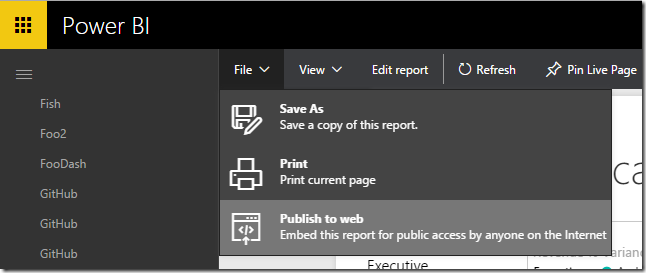 Power BI
File View Edit report Refresh Pin Live Page
Fish
Foo2
FooDash
GitHub
GitHub
GitHub
Save As
Save a copy of this report.
Print
Print current page
Publish to web
Embed this report for public access by anyone on the Internet
ca
Executive